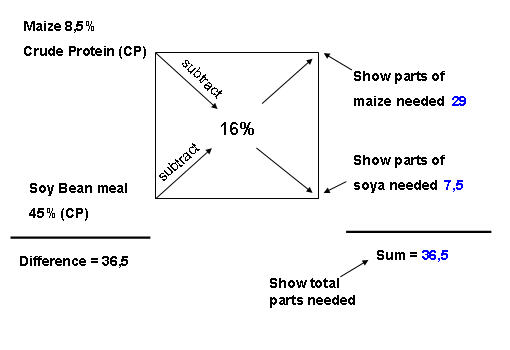 Maize 8,5%
Crude Protein (CP)
subtract
Show parts of
maize needed 29
16%
subtract
Show parts of
soya needed 7,5
Soy Bean meal
45% (CP)
Difference = 36,5
Sum = 36,5
Show total
parts needed